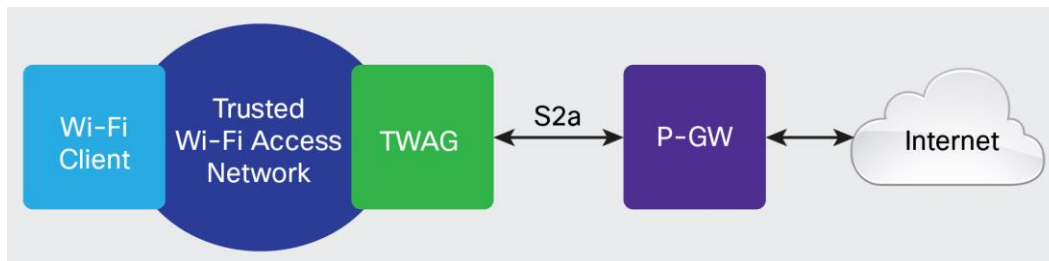 Wi-Fi
Client
Trusted
Wi-Fi Access
Network
TWAG
S2a
P-GW
Internet